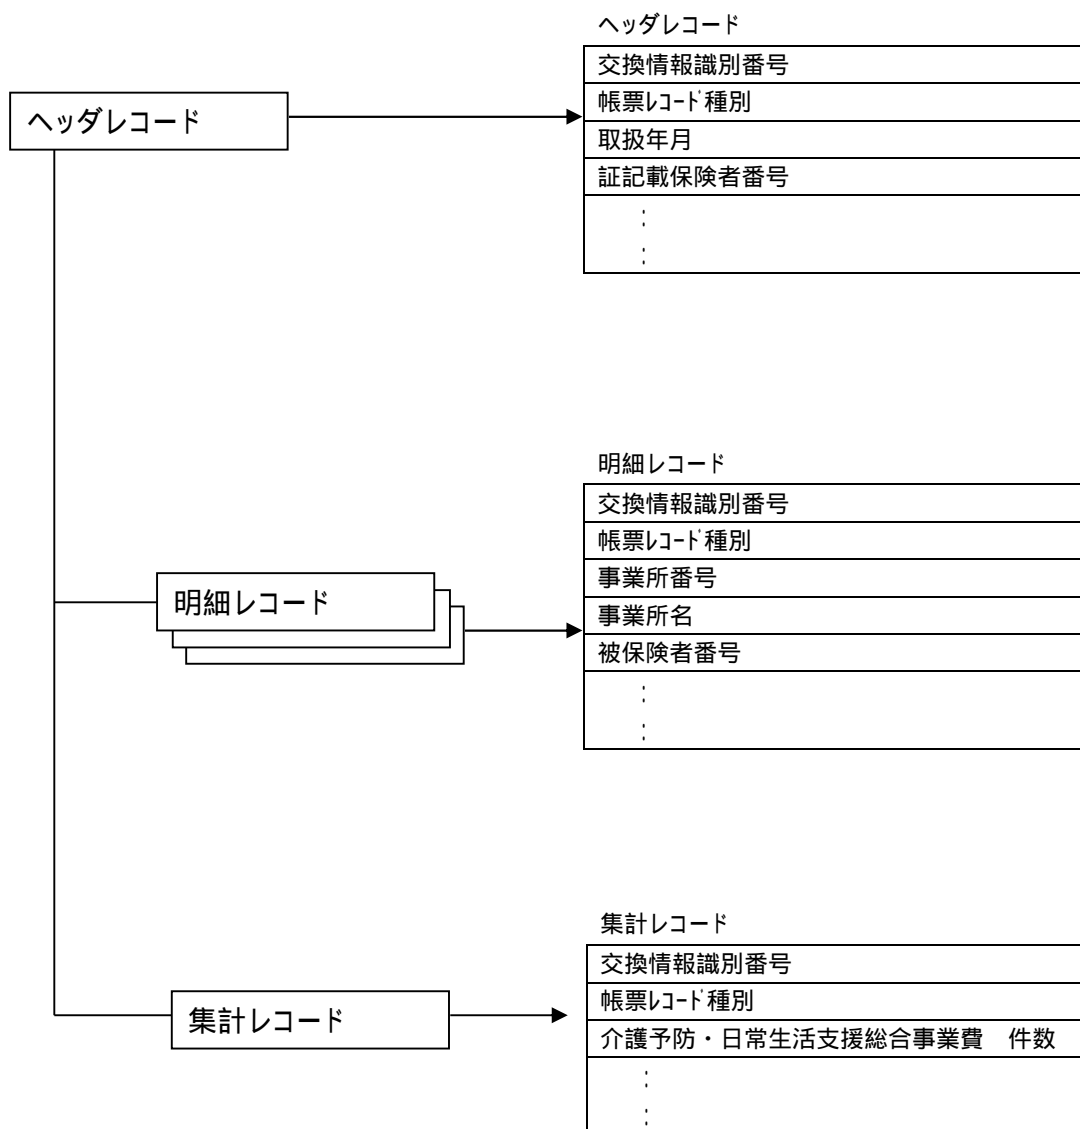 ヘッダレコード
交換情報識別番号
帳票ﾚｺｰﾄﾞ種別
取扱年月
証記載保険者番号
：
：
ヘッダレコード
明細レコード
交換情報識別番号
帳票ﾚｺｰﾄﾞ種別
事業所番号
事業所名
被保険者番号
：
：
明細レコード
集計レコード
交換情報識別番号
帳票ﾚｺｰﾄﾞ種別
介護予防・日常生活支援総合事業費　件数
：
：
集計レコード